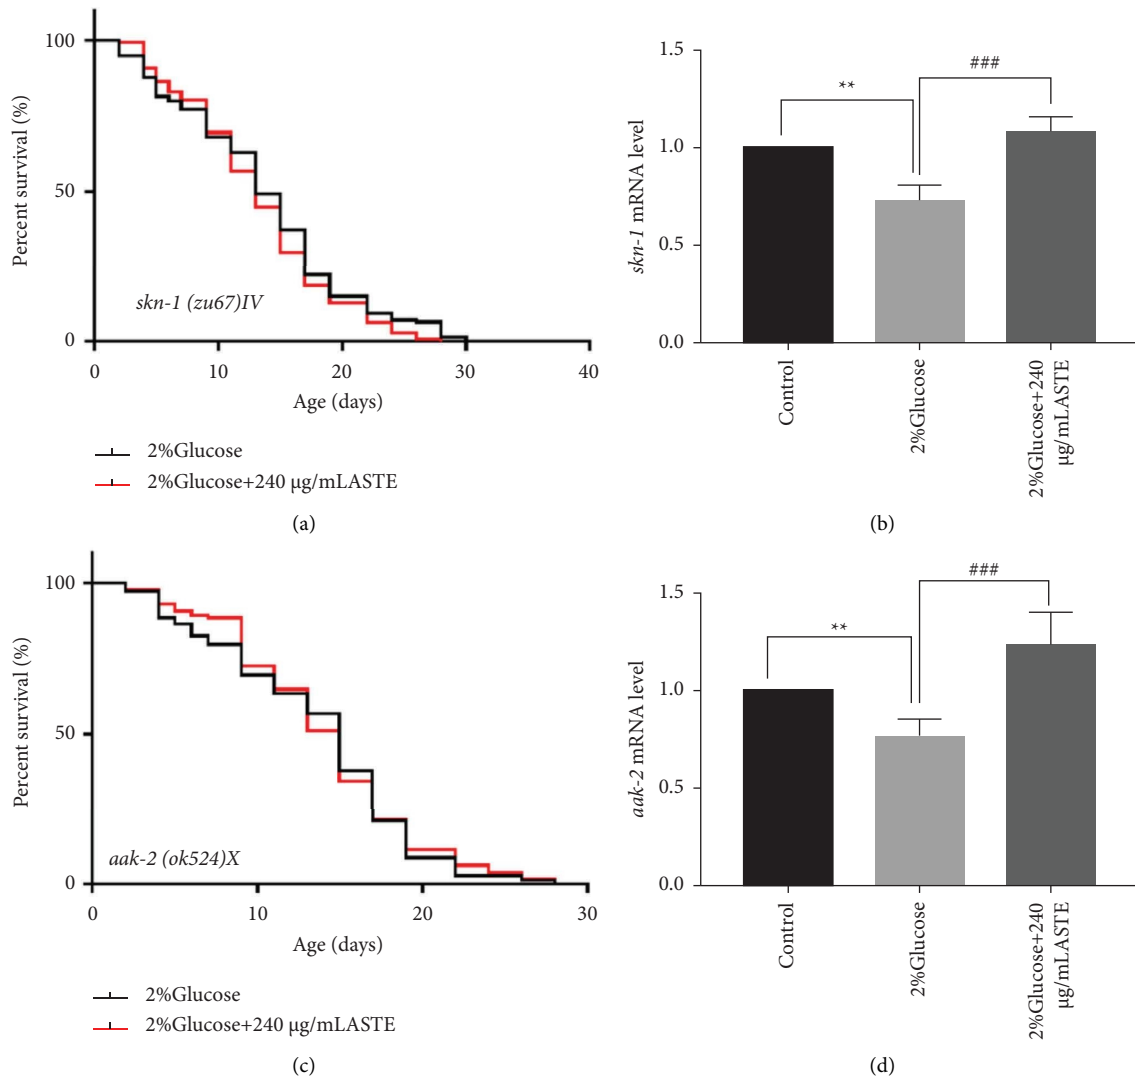 Percent survival (%)
100
50
0
skn-1 (zu67)IV
0 10 20 30 40
Age (days)
2%Glucose
2%Glucose+240 μg/mLASTE
(a)
skn-1 mRNA level
1.5
1.0
0.5
0.0
**
###
Control
2%Glucose
2%Glucose+240
μg/mLASTE
(b)
Percent survival (%)
100
50
0
aak-2 (ok524)X
0 10 20 30
Age (days)
2%Glucose
2%Glucose+240 μg/mLASTE
(c)
aak-2 mRNA level
1.5
1.0
0.5
0.0
**
###
Control
2%Glucose
2%Glucose+240
μg/mLASTE
(d)